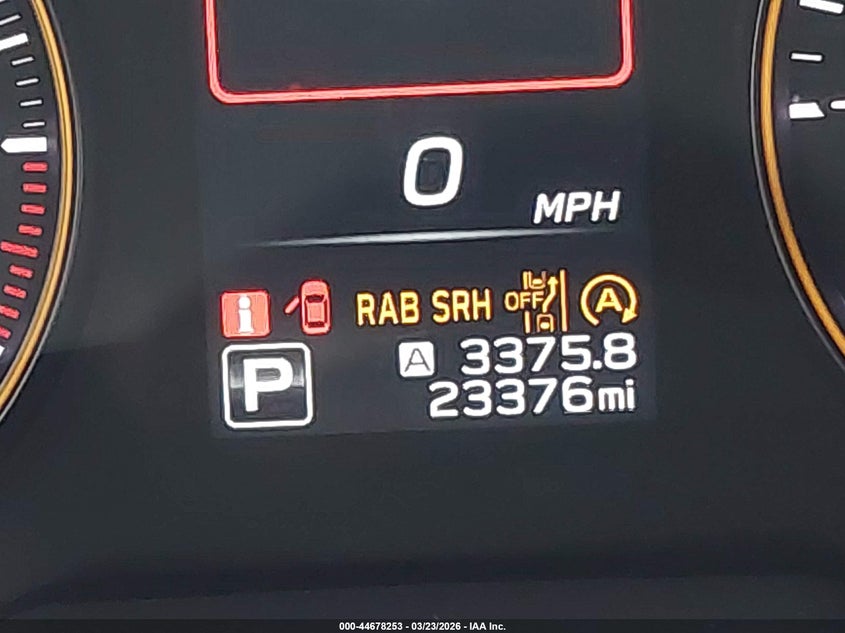 0
MPH
i RAB SRH OFF A
P A 3375.8
23376mi
000-44678253 - 03/23/2026 - IAA Inc.